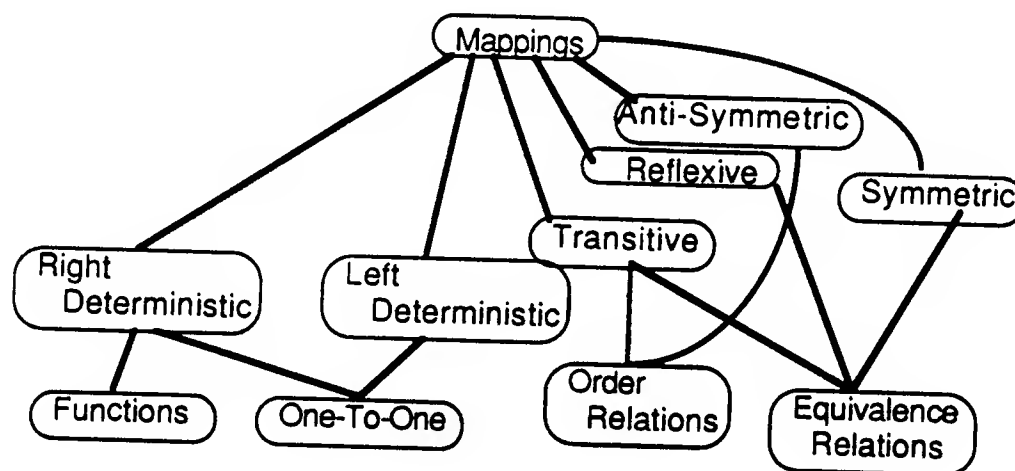 Mappings
Anti-Symmetric
Reflexive
Symmetric
Transitive
Right
Deterministic
Left
Deterministic
Functions
One-To-One
Order
Relations
Equivalence
Relations